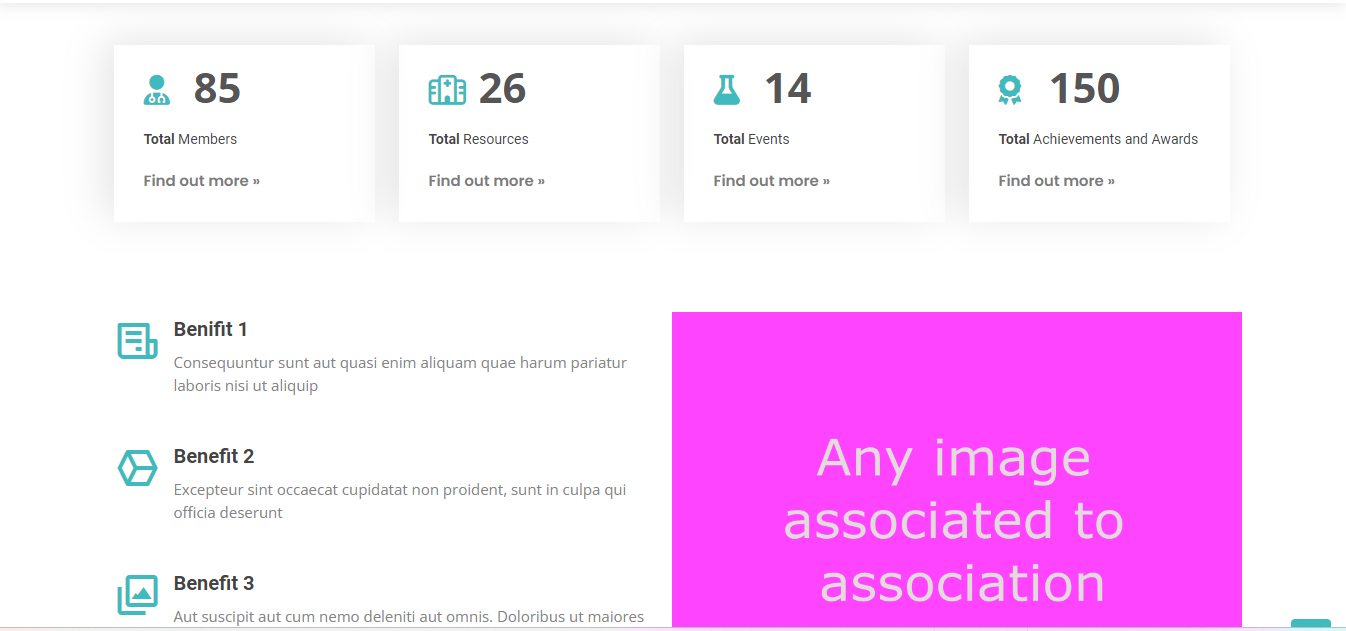 85
Total Members
Find out more »
26
Total Resources
Find out more »
14
Total Events
Find out more »
150
Total Achievements and Awards
Find out more »
Benifit 1
Consequuntur sunt aut quasi enim aliquam quae harum pariatur
laboris nisi ut aliquip
Benefit 2
Excepteur sint occaecat cupidatat non proident, sunt in culpa qui
officia deserunt
Benefit 3
Aut suscipit aut cum nemo deleniti aut omnis. Doloribus ut maiores
Any image
associated to
association